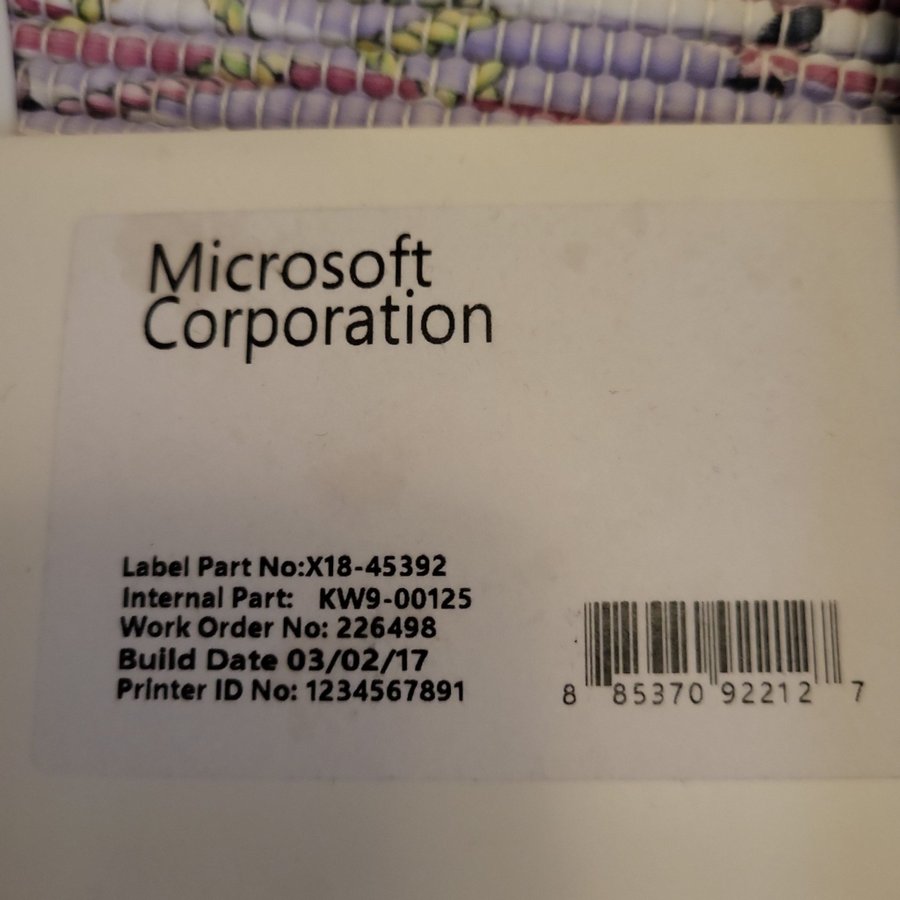 Microsoft
Corporation
Label Part No:X18-45392
Internal Part: KW9-00125
Work Order No: 226498
Build Date 03/02/17
Printer ID No: 1234567891
8 85370 92212 7